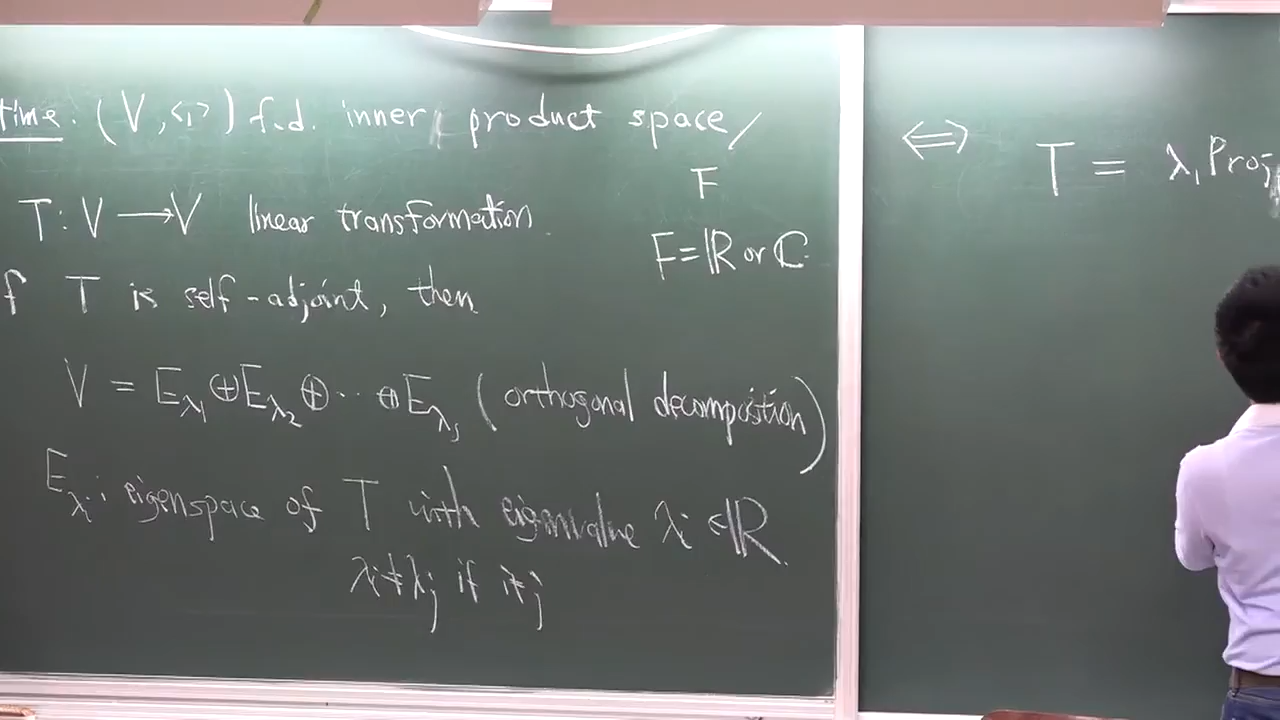 time: (V, <,>) f.d. inner product space/
F
T: V → V linear transformation.
F = ℝ or ℂ.
f T is self-adjoint, then
V = E_λ₁ ⊕ E_λ₂ ⊕ ⋯ ⊕ E_λₛ (orthogonal decomposition)
E_λᵢ: eigenspace of T with eigenvalue λᵢ ∈ ℝ.
λᵢ ≠ λⱼ if i ≠ j
⟺ T = λ₁ Proj